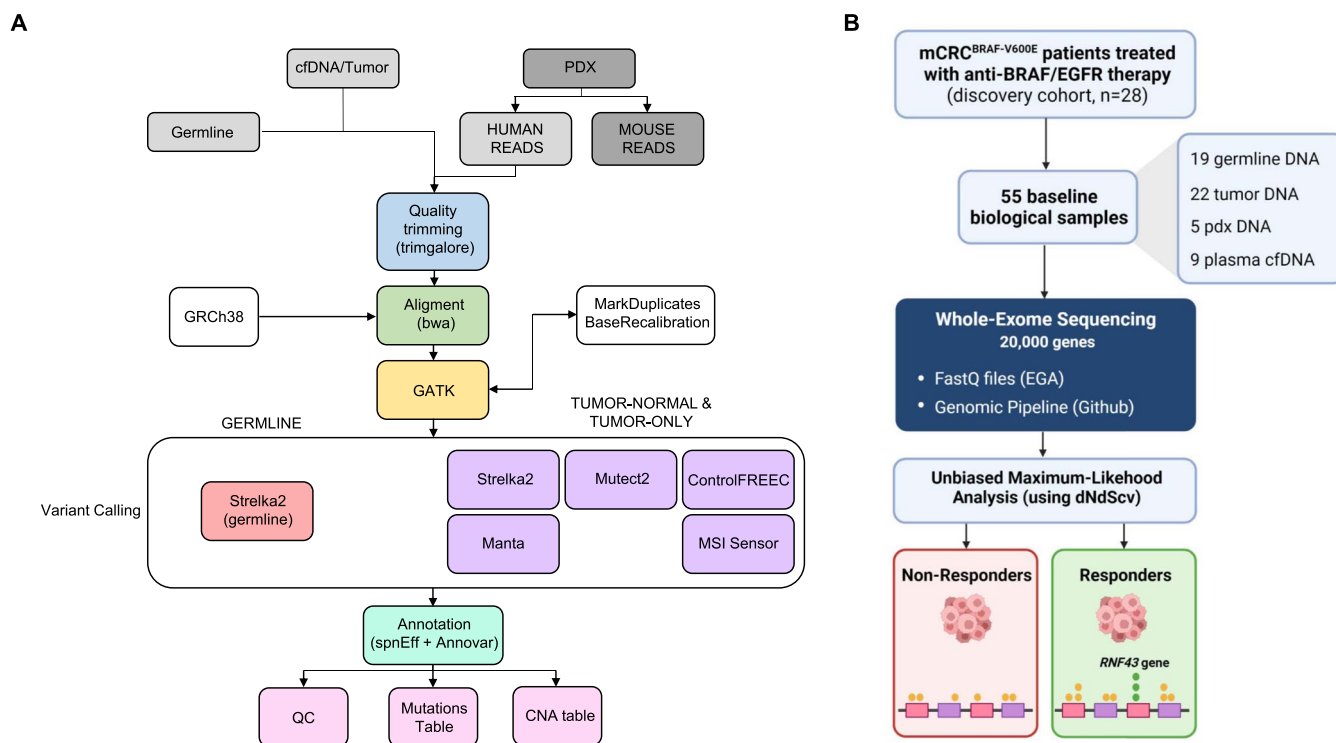 A
cfDNA/Tumor
PDX
Germline
HUMAN
READS
MOUSE
READS
Quality
trimming
(trimgalore)
GRCh38
Aligment
(bwa)
MarkDuplicates
BaseRecalibration
GATK
GERMLINE
TUMOR-NORMAL &
TUMOR-ONLY
Variant Calling
Strelka2
(germline)
Strelka2
Mutect2
ControlFREEC
Manta
MSI Sensor
Annotation
(spnEff + Annovar)
QC
Mutations
Table
CNA table
B
mCRCBRAF-V600E patients treated
with anti-BRAF/EGFR therapy
(discovery cohort, n=28)
55 baseline
biological samples
19 germline DNA
22 tumor DNA
5 pdx DNA
9 plasma cfDNA
Whole-Exome Sequencing
20,000 genes
• FastQ files (EGA)
• Genomic Pipeline (Github)
Unbiased Maximum-Likehood
Analysis (using dNdScv)
Non-Responders
Responders
RNF43 gene